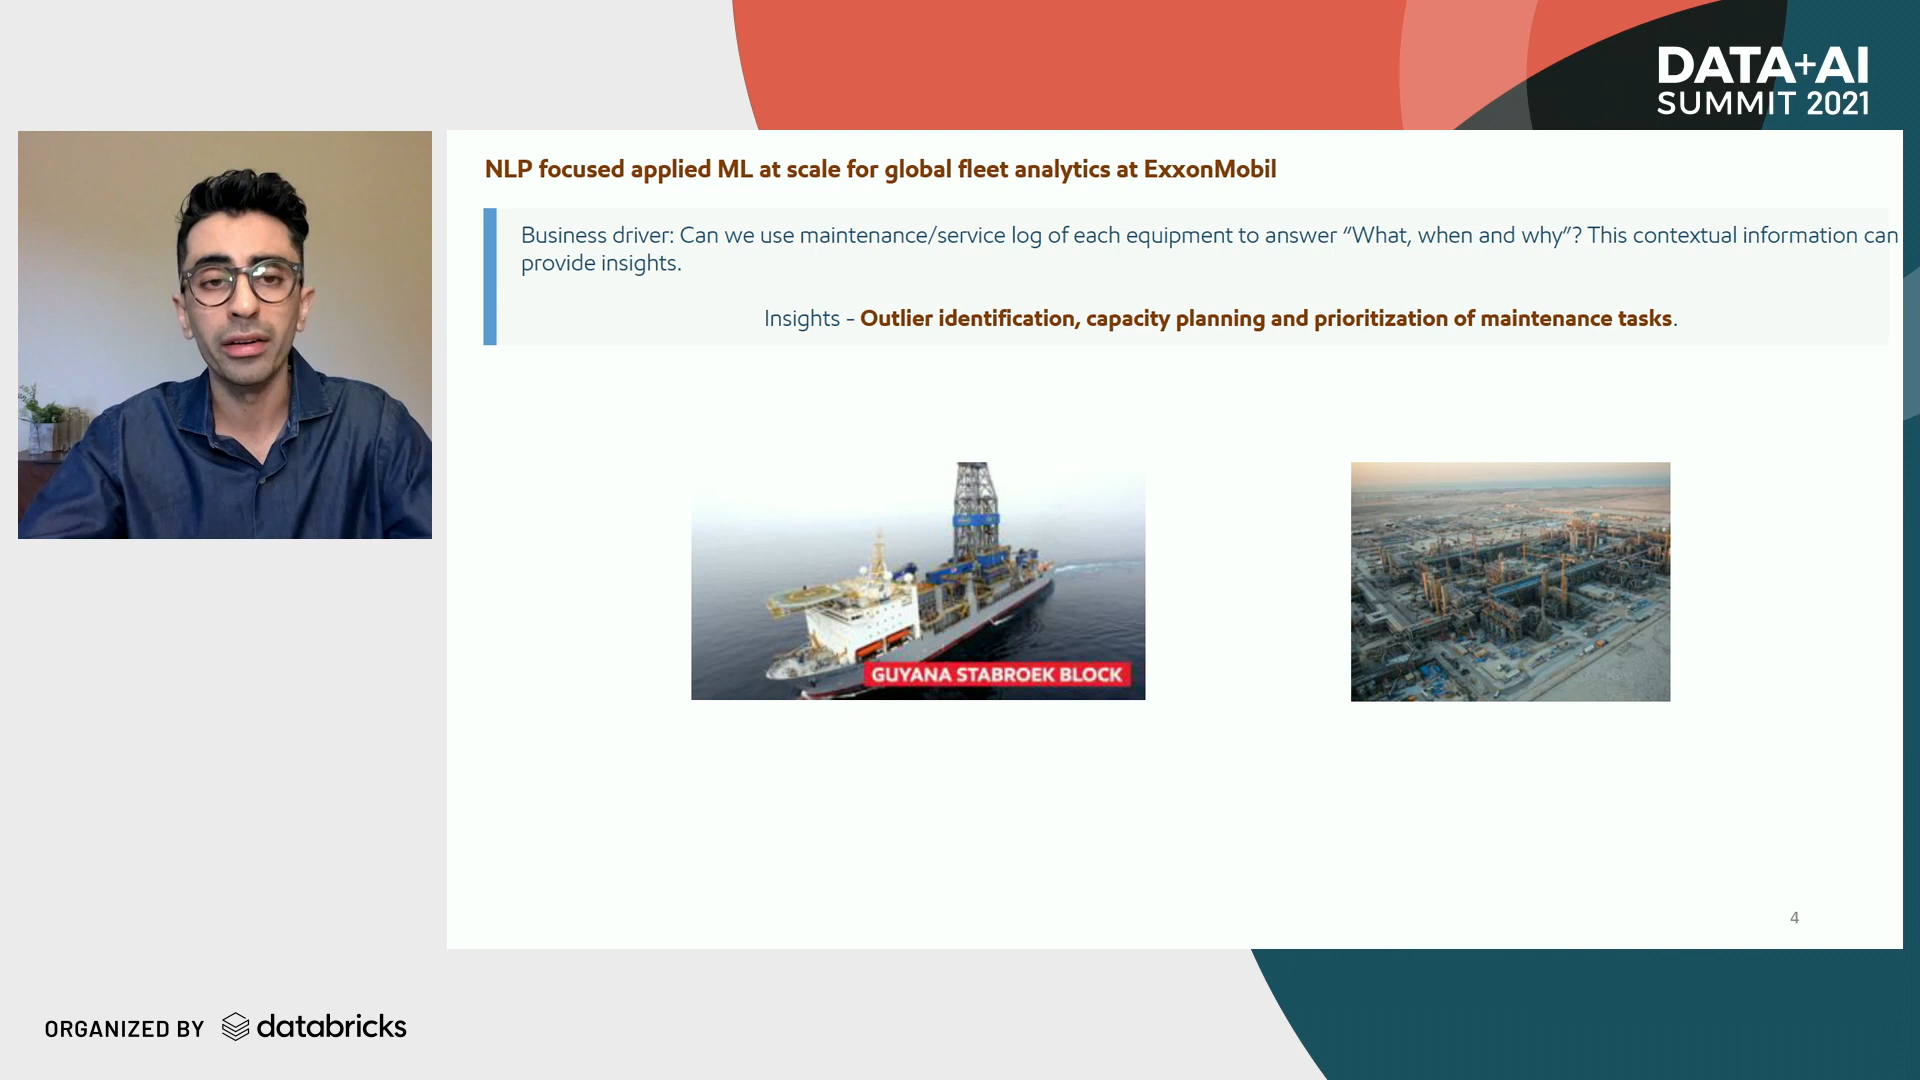 DATA+AI
SUMMIT 2021
NLP focused applied ML at scale for global fleet analytics at ExxonMobil
Business driver: Can we use maintenance/service log of each equipment to answer “What, when and why”? This contextual information can
provide insights.
Insights - Outlier identification, capacity planning and prioritization of maintenance tasks.
GUYANA STABROEK BLOCK
4
ORGANIZED BY databricks